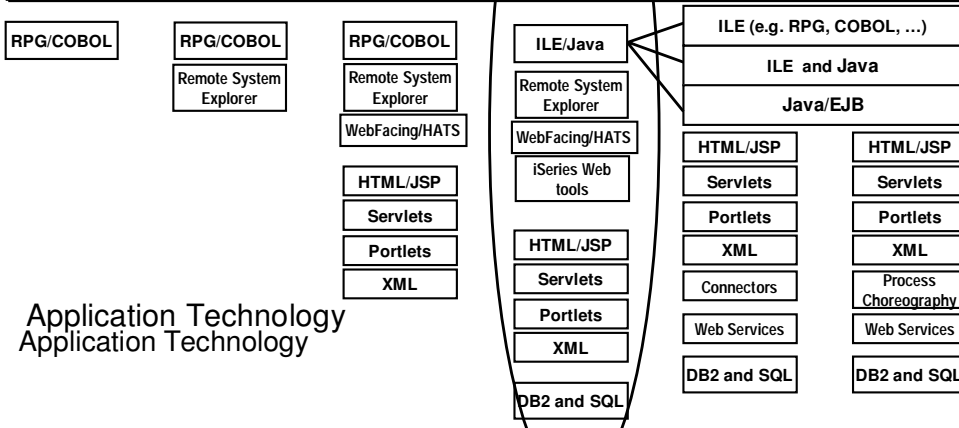 RPG/COBOL
RPG/COBOL
Remote System
Explorer
RPG/COBOL
Remote System
Explorer
WebFacing/HATS
HTML/JSP
Servlets
Portlets
XML
ILE/Java
Remote System
Explorer
WebFacing/HATS
iSeries Web
tools
HTML/JSP
Servlets
Portlets
XML
DB2 and SQL
ILE (e.g. RPG, COBOL, …)
ILE and Java
Java/EJB
HTML/JSP
Servlets
Portlets
XML
Connectors
Web Services
DB2 and SQL
HTML/JSP
Servlets
Portlets
XML
Process
Choreography
Web Services
DB2 and SQL
Application Technology
Application Technology